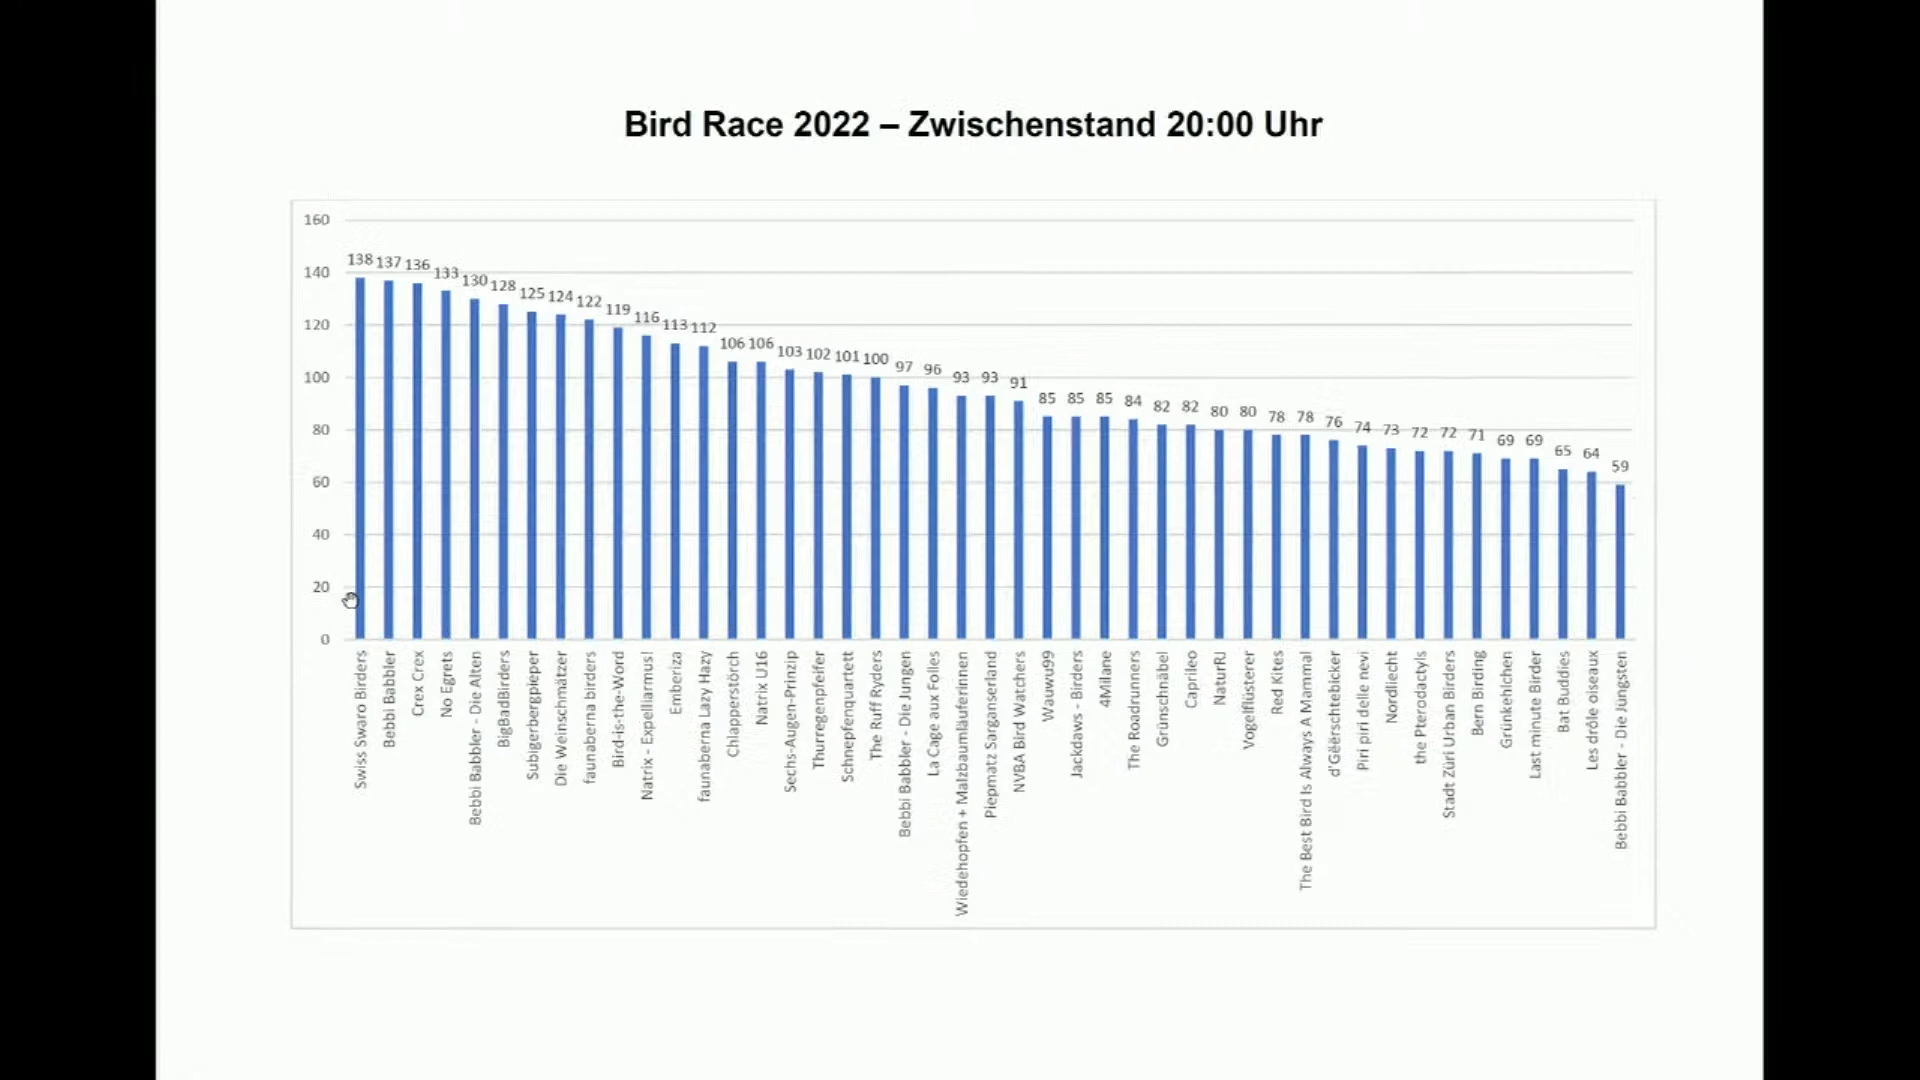 Bird Race 2022 – Zwischenstand 20:00 Uhr
160
140
120
100
80
60
40
20
0
138 137 136 133 130 128 125 124 122 119 116 113 112 106 106 103 102 101 100 97 96 93 93 91 85 85 85 84 82 82 80 80 78 78 76 74 73 72 72 71 69 69 65 64 59
Swiss Swaro Birders
Bebbi Babbler
Crex Crex
No Egrets
Bebbi Babbler - Die Alten
BigBadBirders
Subigerbergpieper
Die Weinschmätzer
faunaberna birders
Bird-is-the-Word
Natrix - Expelliarmus!
Emberiza
faunaberna Lazy Hazy
Chlapperstörch
Natrix U16
Sechs-Augen-Prinzip
Thurregenpfeifer
Schnepfenquartett
The Ruff Ryders
Bebbi Babbler - Die Jungen
La Cage aux Folles
Wiedehopfen + Malzbaumläuferinnen
Piepmatz Sarganserland
NVBA Bird Watchers
Wauwu99
Jackdaws - Birders
4Milane
The Roadrunners
Grünschnäbel
Caprileo
NaturRJ
Vogelflüsterer
Red Kites
The Best Bird Is Always A Mammal
d'Gëërschtebicker
Piri piri delle nevi
Nordliecht
the Pterodactyls
Stadt Züri Urban Birders
Bern Birding
Grünkehlchen
Last minute Birder
Bat Buddies
Les drôle oiseaux
Bebbi Babbler - Die Jüngsten